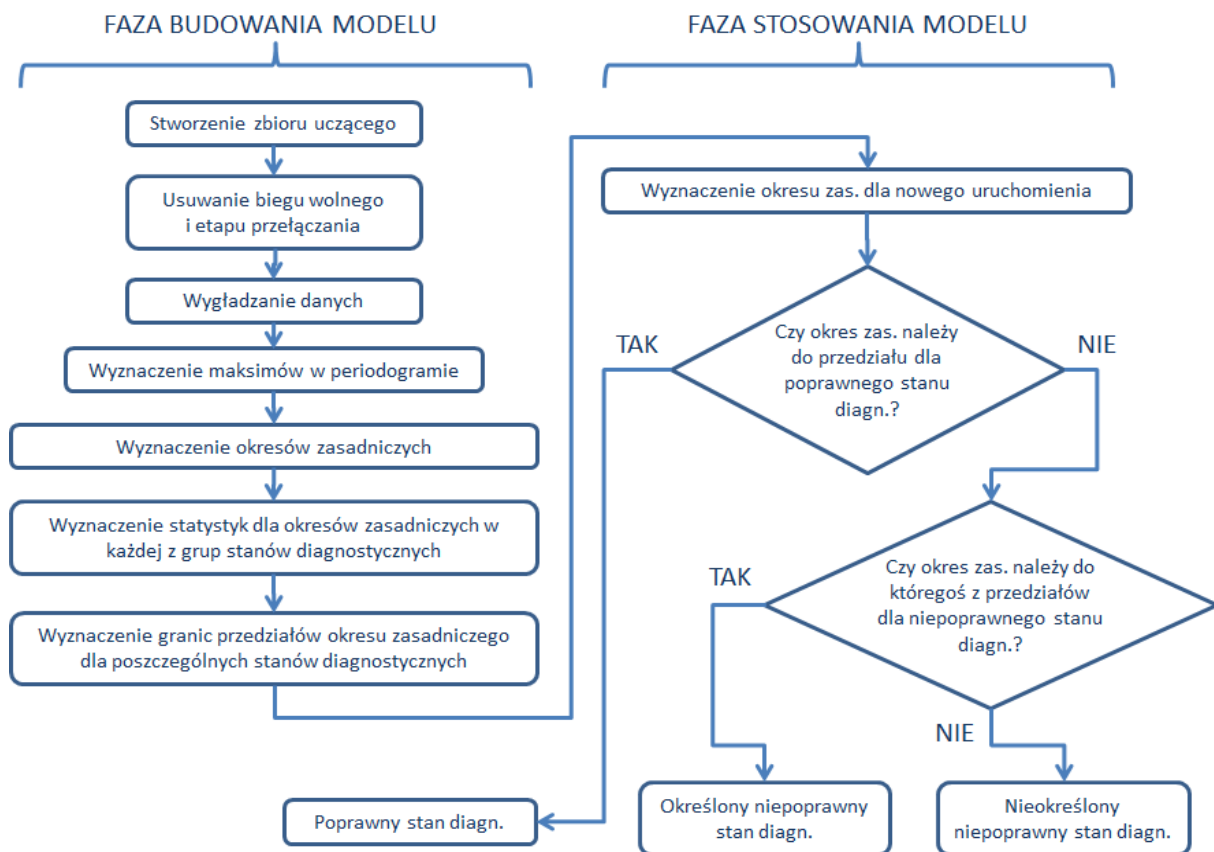 FAZA BUDOWANIA MODELU
Stworzenie zbioru uczącego
Usuwanie biegu wolnego
i etapu przełączania
Wygładzanie danych
Wyznaczenie maksimów w periodogramie
Wyznaczenie okresów zasadniczych
Wyznaczenie statystyk dla okresów zasadniczych w
każdej z grup stanów diagnostycznych
Wyznaczenie granic przedziałów okresu zasadniczego
dla poszczególnych stanów diagnostycznych
FAZA STOSOWANIA MODELU
Wyznaczenie okresu zas. dla nowego uruchomienia
Czy okres zas. należy
do przedziału dla
poprawnego stanu
diagn.?
TAK
NIE
Czy okres zas. należy do
któregoś z przedziałów
dla niepoprawnego stanu
diagn.?
TAK
NIE
Poprawny stan diagn.
Określony niepoprawny
stan diagn.
Nieokreślony
niepoprawny stan diagn.